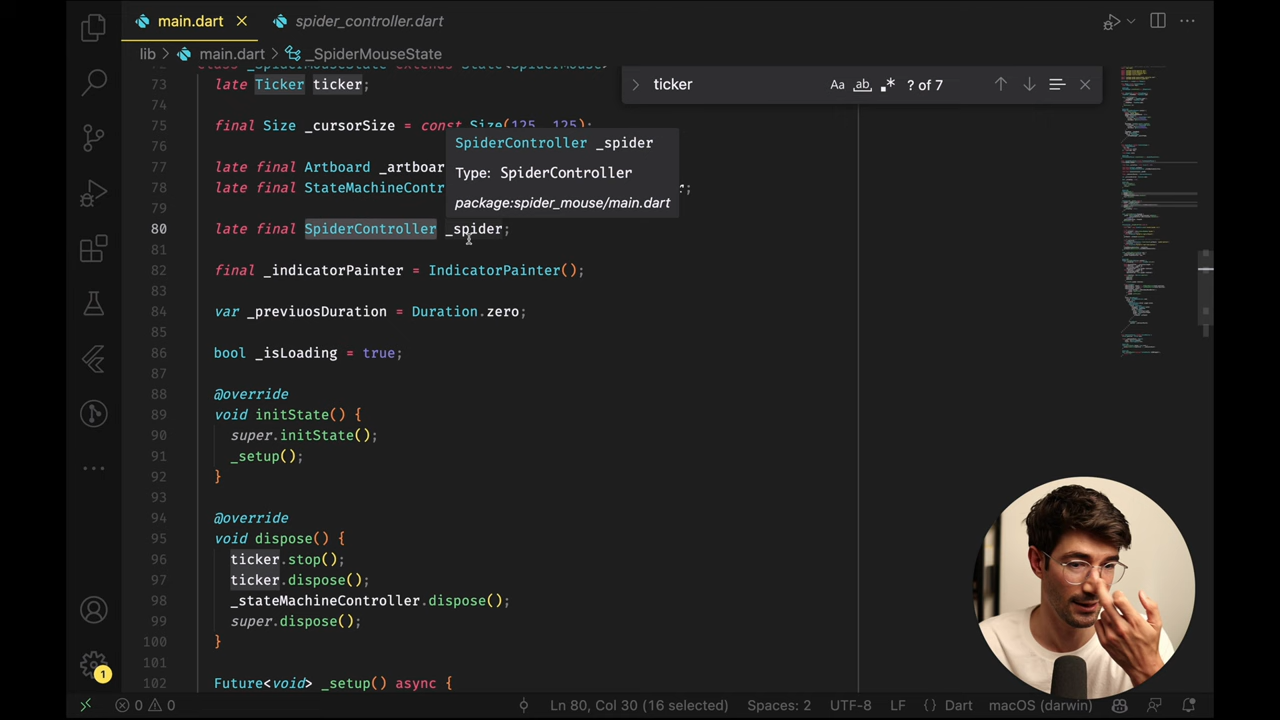 main.dart
spider_controller.dart
lib > main.dart > _SpiderMouseState
ticker
Aa ab ? of 7
73 late Ticker ticker;
74
75 final Size _cursorSize = const Size(125, 125);
76
77 late final Artboard _artboar
78 late final StateMachineContr
79
80 late final SpiderController _spider;
81
82 final _indicatorPainter = IndicatorPainter();
83
84 var _previuosDuration = Duration.zero;
85
86 bool _isLoading = true;
87
88 @override
89 void initState() {
90 super.initState();
91 _setup();
92 }
93
94 @override
95 void dispose() {
96 ticker.stop();
97 ticker.dispose();
98 _stateMachineController.dispose();
99 super.dispose();
100 }
101
102 Future<void> _setup() async {
SpiderController _spider
Type: SpiderController
package:spider_mouse/main.dart
1
0 0 Ln 80, Col 30 (16 selected) Spaces: 2 UTF-8 LF {} Dart macOS (darwin)